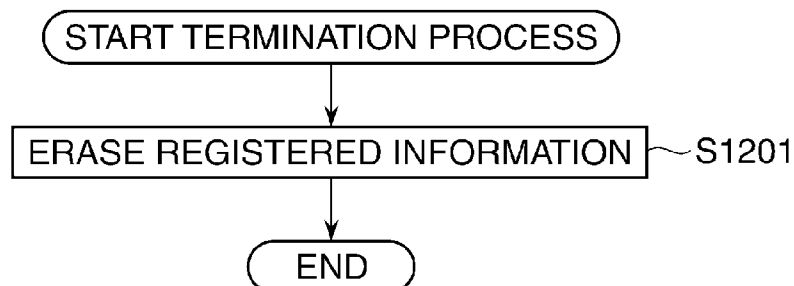 START TERMINATION PROCESS
ERASE REGISTERED INFORMATION S1201
END